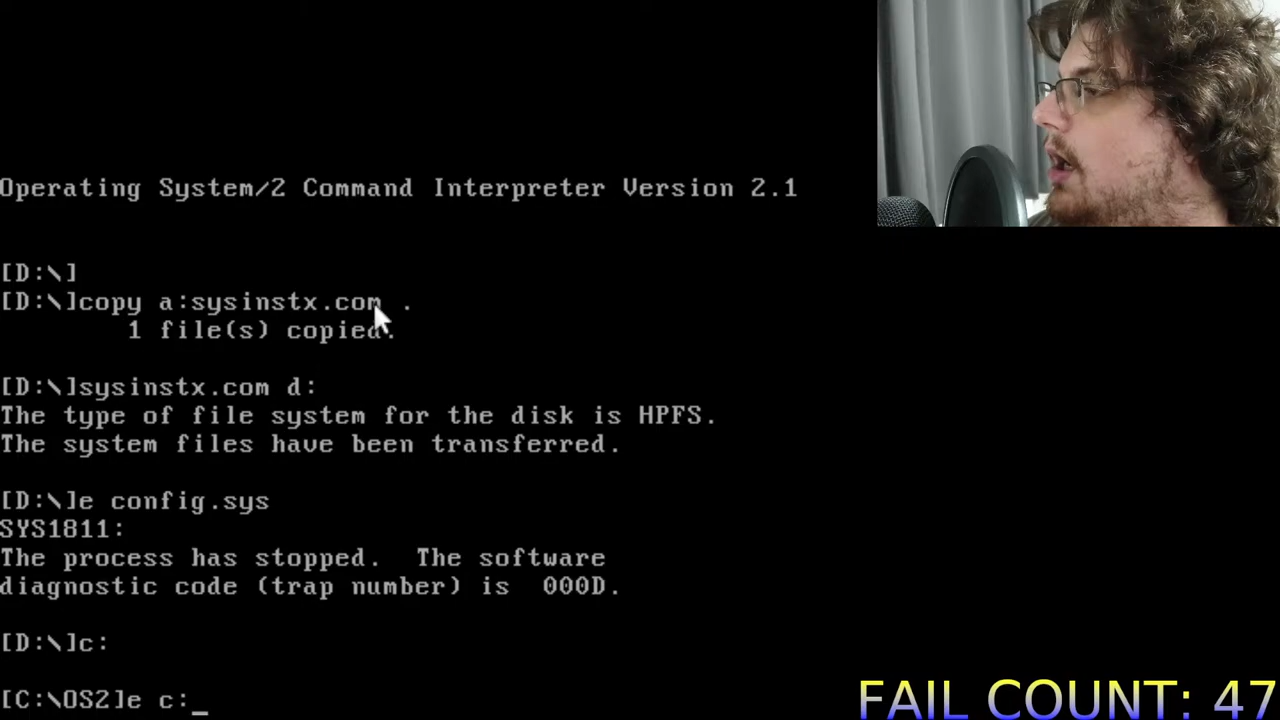 Operating System/2 Command Interpreter Version 2.1
[D:\]
[D:\]copy a:sysinstx.com .
1 file(s) copied.
[D:\]sysinstx.com d:
The type of file system for the disk is HPFS.
The system files have been transferred.
[D:\]e config.sys
SYS1811:
The process has stopped.  The software
diagnostic code (trap number) is  000D.
[D:\]c:
[C:\OS2]e c:_
FAIL COUNT: 47